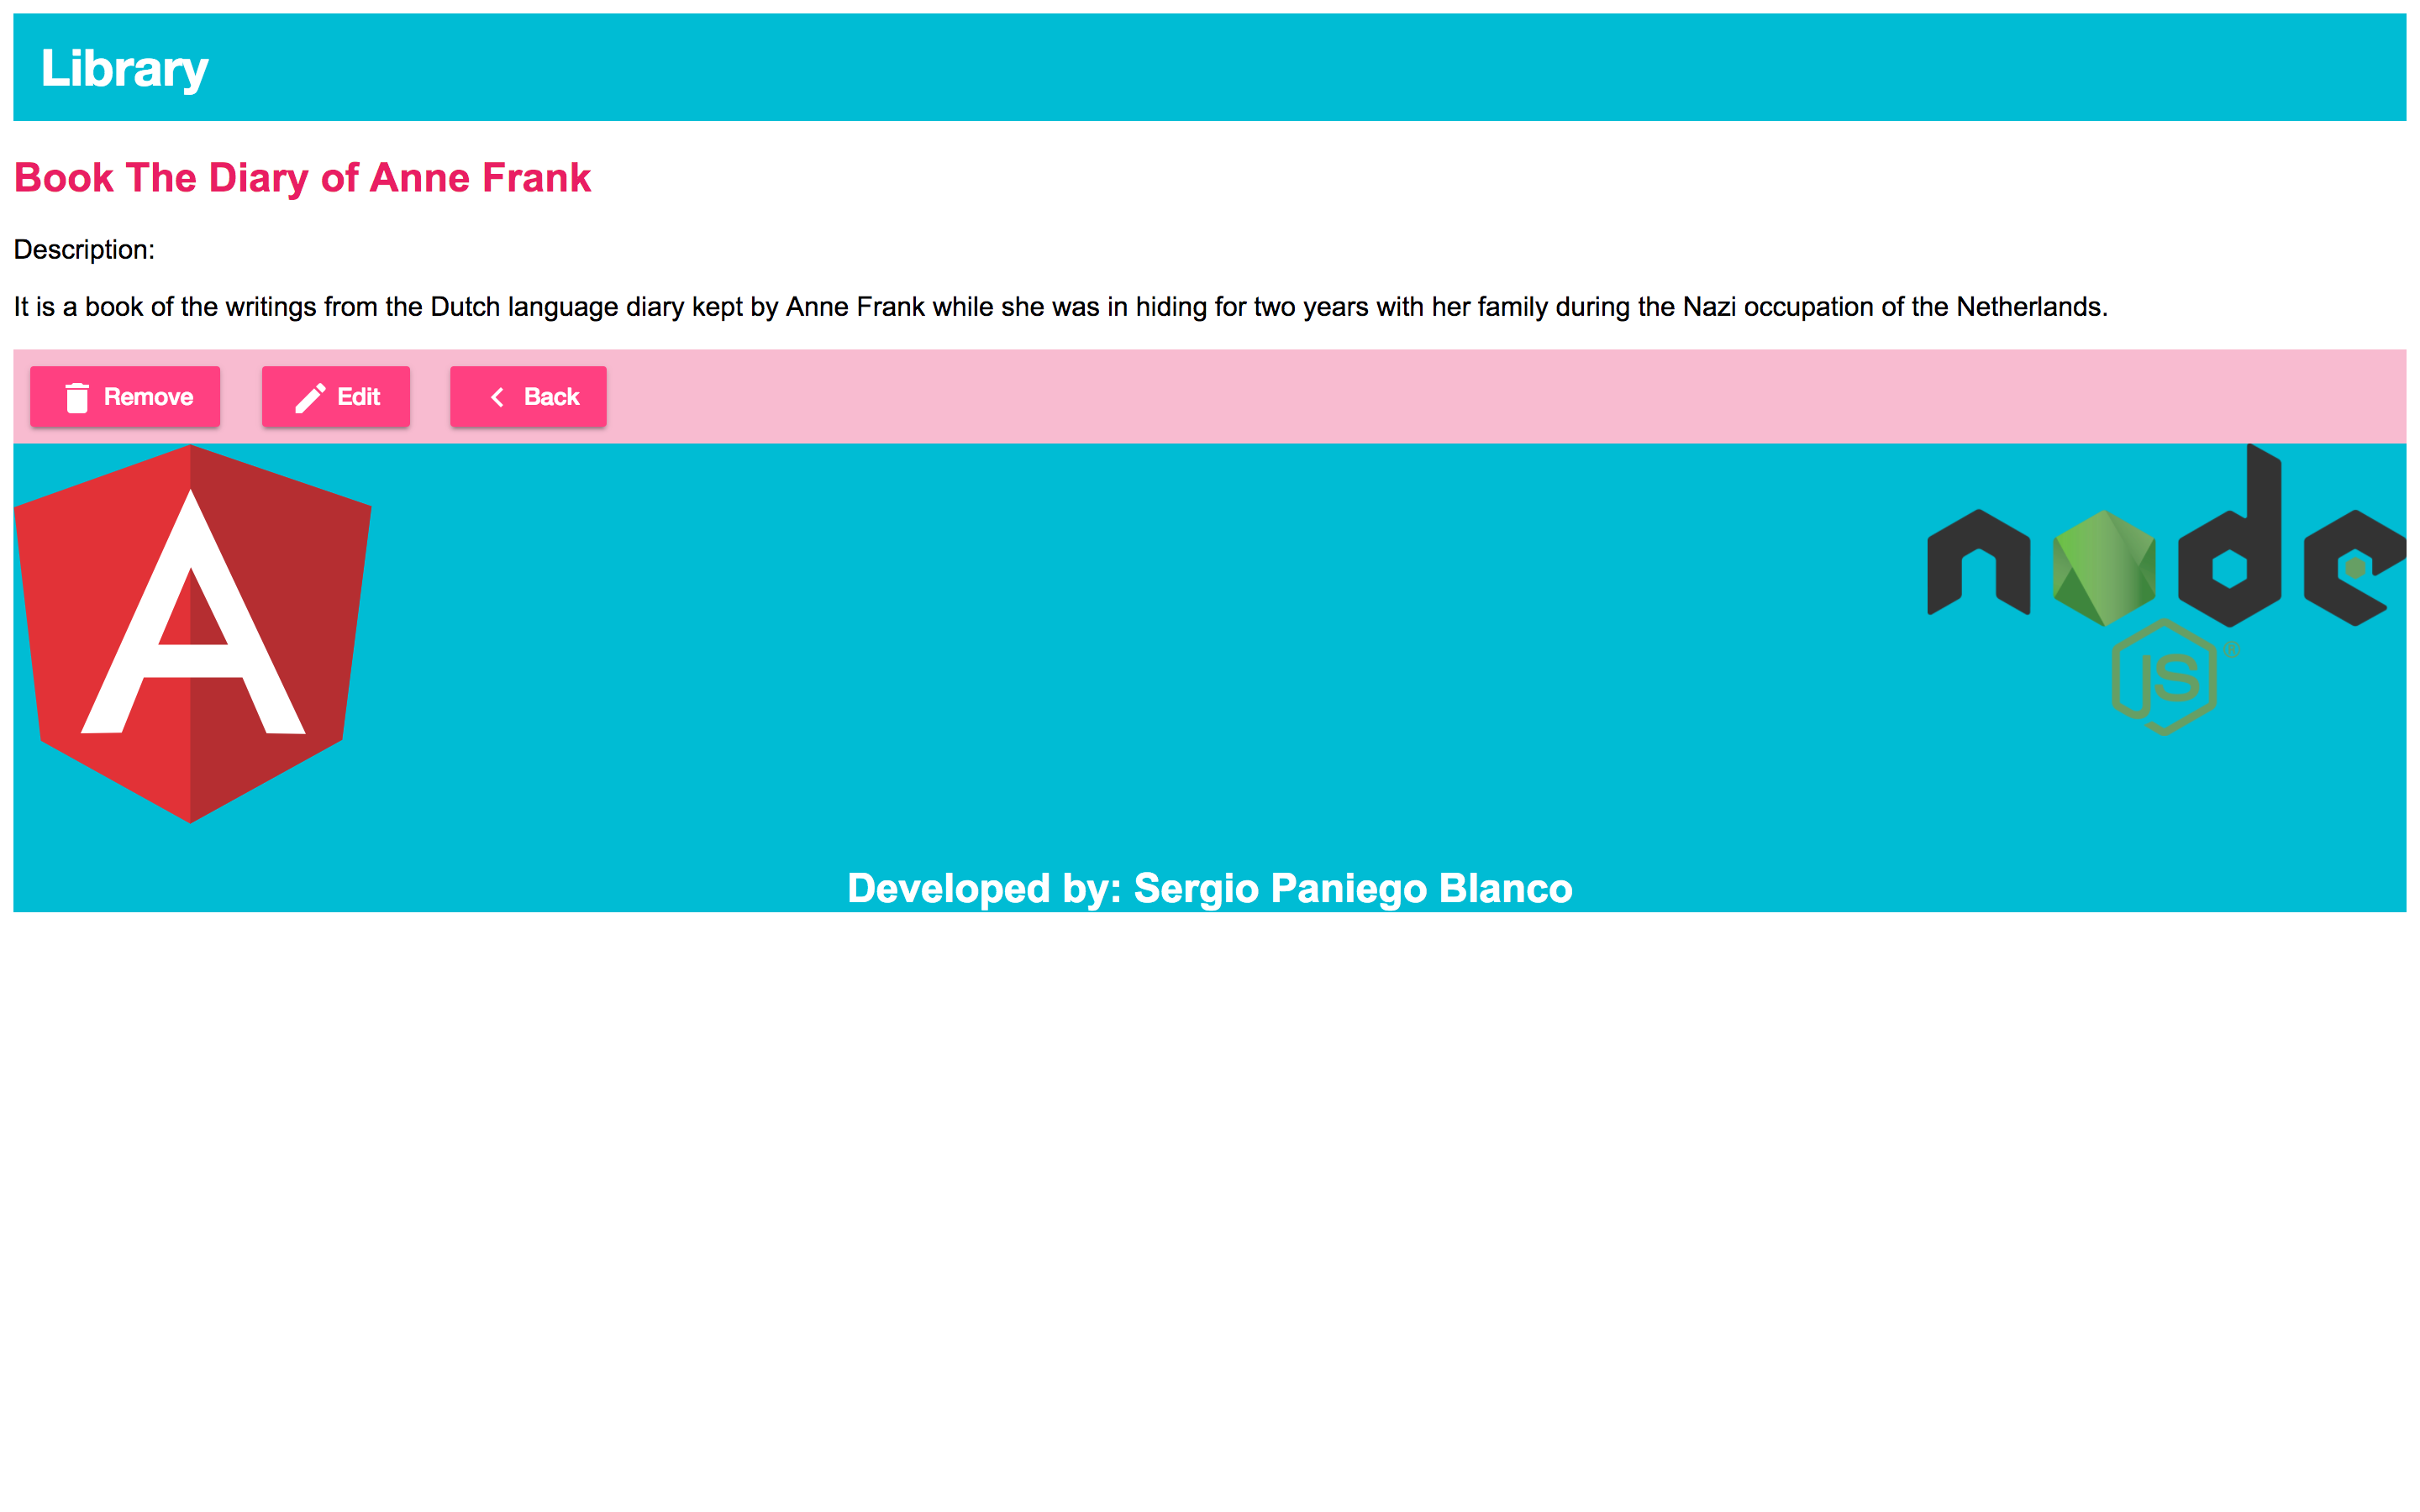 Library
Book The Diary of Anne Frank
Description:
It is a book of the writings from the Dutch language diary kept by Anne Frank while she was in hiding for two years with her family during the Nazi occupation of the Netherlands.
Remove Edit Back
A
node
JS®
Developed by: Sergio Paniego Blanco